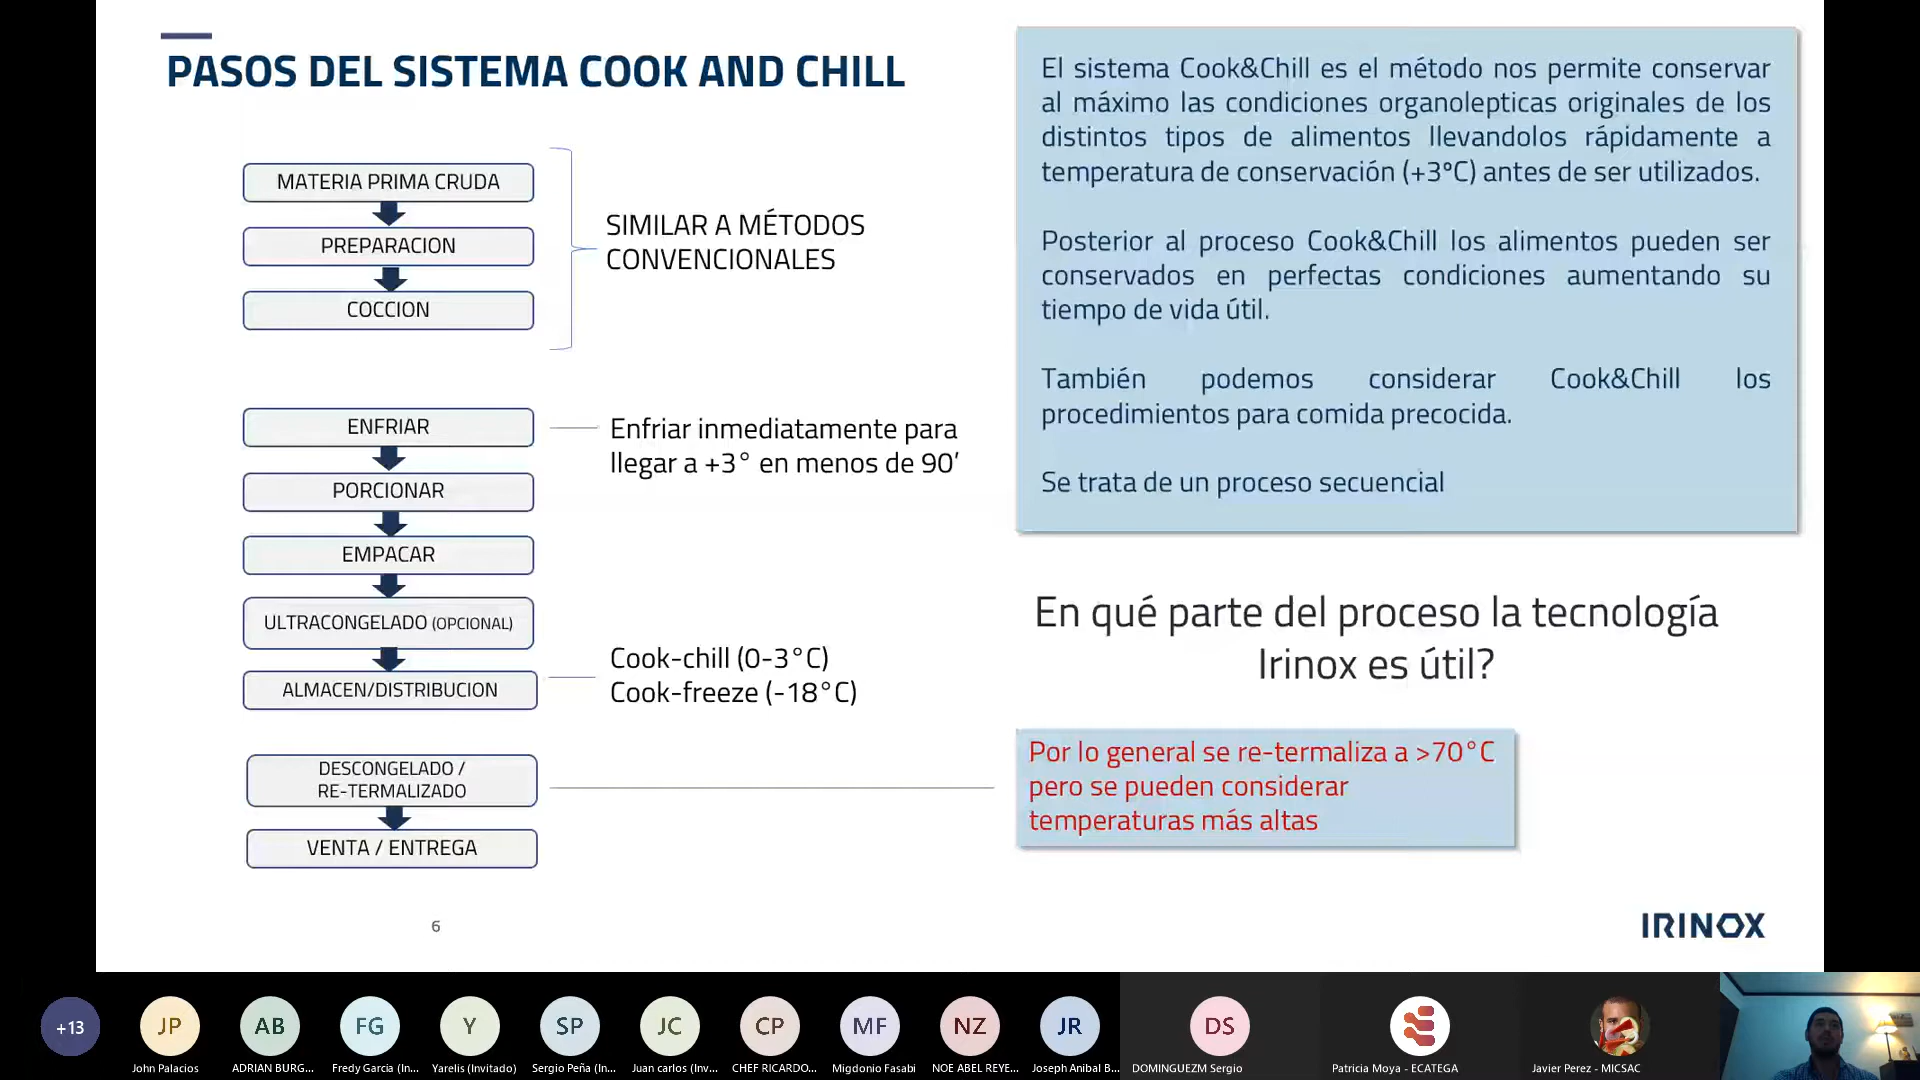 PASOS DEL SISTEMA COOK AND CHILL
MATERIA PRIMA CRUDA
PREPARACION
COCCION
SIMILAR A MÉTODOS
CONVENCIONALES
ENFRIAR
Enfriar inmediatamente para
llegar a +3° en menos de 90’
PORCIONAR
EMPACAR
ULTRACONGELADO (OPCIONAL)
ALMACEN/DISTRIBUCION
Cook-chill (0-3°C)
Cook-freeze (-18°C)
DESCONGELADO /
RE-TERMALIZADO
VENTA / ENTREGA
El sistema Cook&Chill es el método nos permite conservar
al máximo las condiciones organolepticas originales de los
distintos tipos de alimentos llevandolos rápidamente a
temperatura de conservación (+3ºC) antes de ser utilizados.
Posterior al proceso Cook&Chill los alimentos pueden ser
conservados en perfectas condiciones aumentando su
tiempo de vida útil.
También podemos considerar Cook&Chill los
procedimientos para comida precocida.
Se trata de un proceso secuencial
En qué parte del proceso la tecnología
Irinox es útil?
Por lo general se re-termaliza a >70°C
pero se pueden considerar
temperaturas más altas
6
IRINOX
+13
JP
AB
FG
Y
SP
JC
CP
MF
NZ
JR
DS
John Palacios
ADRIAN BURG...
Fredy Garcia (In...
Yarelis (Invitado)
Sergio Peña (In...
Juan carlos (Inv...
CHEF RICARDO...
Migdonio Fasabi
NOE ABEL REYE...
Joseph Anibal B...
DOMINGUEZM Sergio
Patricia Moya - ECATEGA
Javier Perez - MICSAC